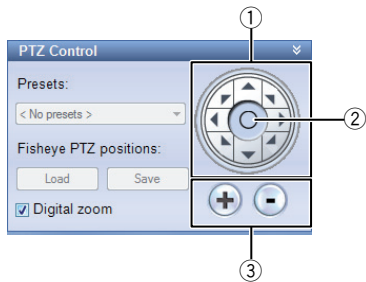 ①
PTZ Control
Presets:
< No presets >
②
Fisheye PTZ positions:
Load Save
Digital zoom
+ -
③